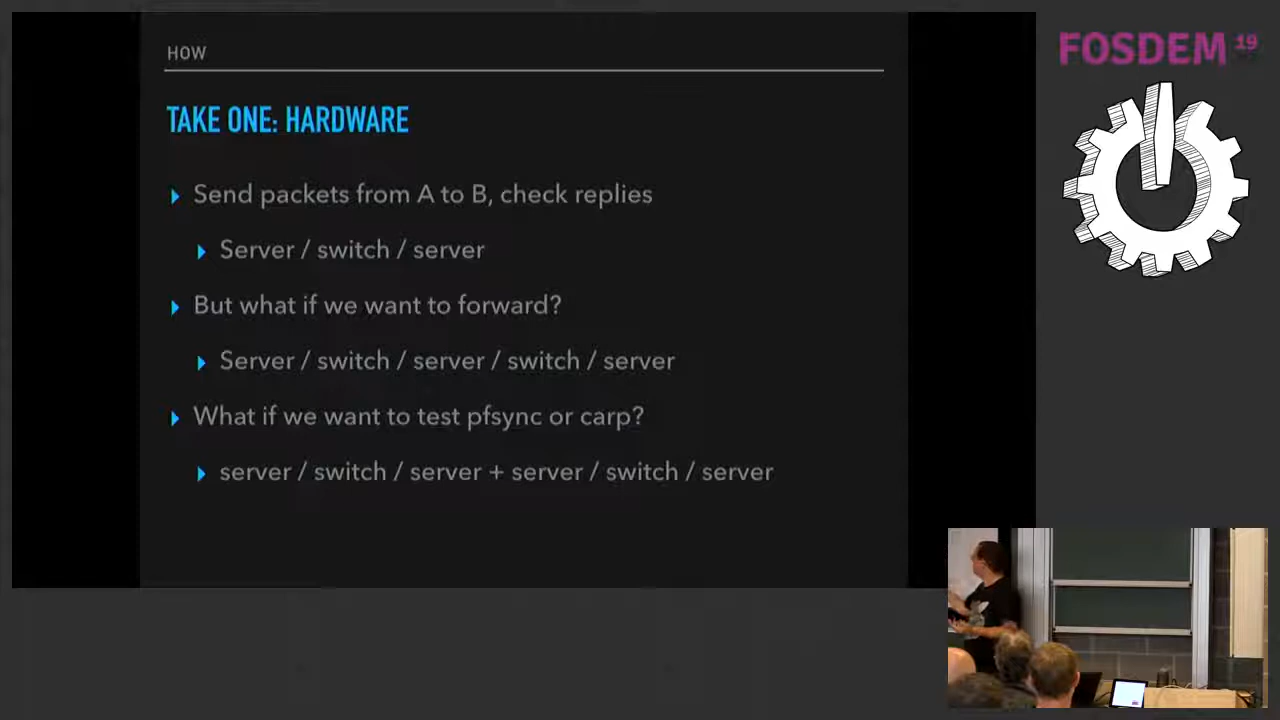 HOW
TAKE ONE: HARDWARE
Send packets from A to B, check replies
Server / switch / server
But what if we want to forward?
Server / switch / server / switch / server
What if we want to test pfsync or carp?
server / switch / server + server / switch / server
FOSDEM 19